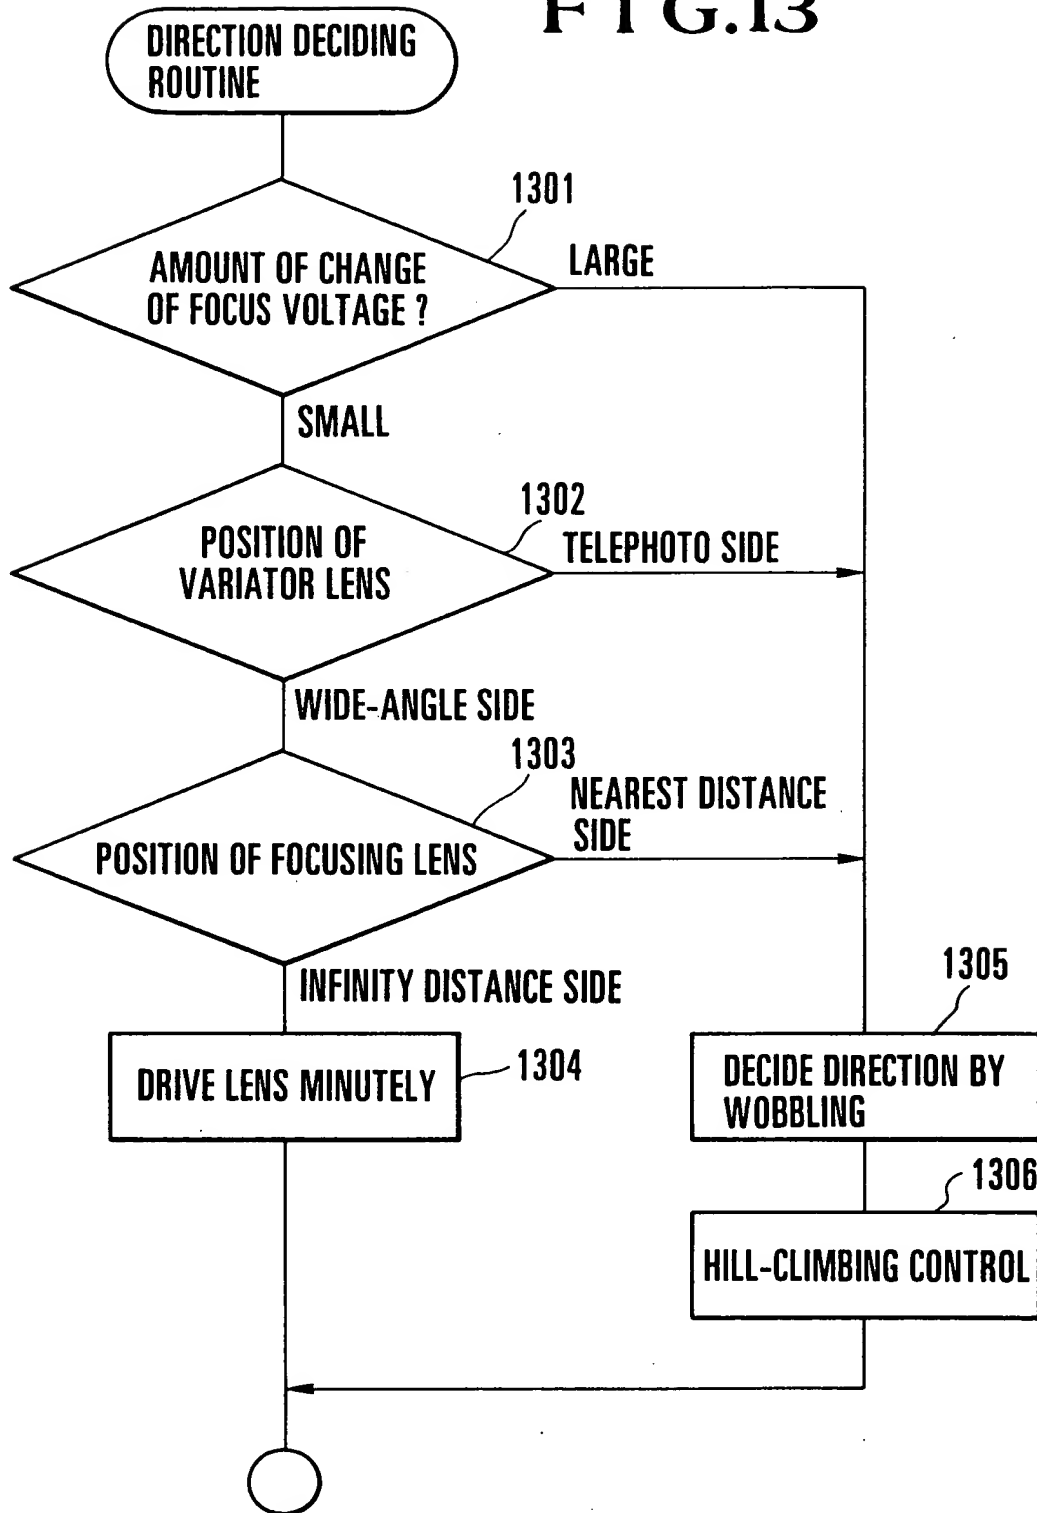 FIG.13
DIRECTION DECIDING
ROUTINE
1301
AMOUNT OF CHANGE
OF FOCUS VOLTAGE ?
LARGE
SMALL
1302
POSITION OF
VARIATOR LENS
TELEPHOTO SIDE
WIDE-ANGLE SIDE
1303
POSITION OF FOCUSING LENS
NEAREST DISTANCE
SIDE
INFINITY DISTANCE SIDE
DRIVE LENS MINUTELY
1304
1305
DECIDE DIRECTION BY
WOBBLING
1306
HILL-CLIMBING CONTROL